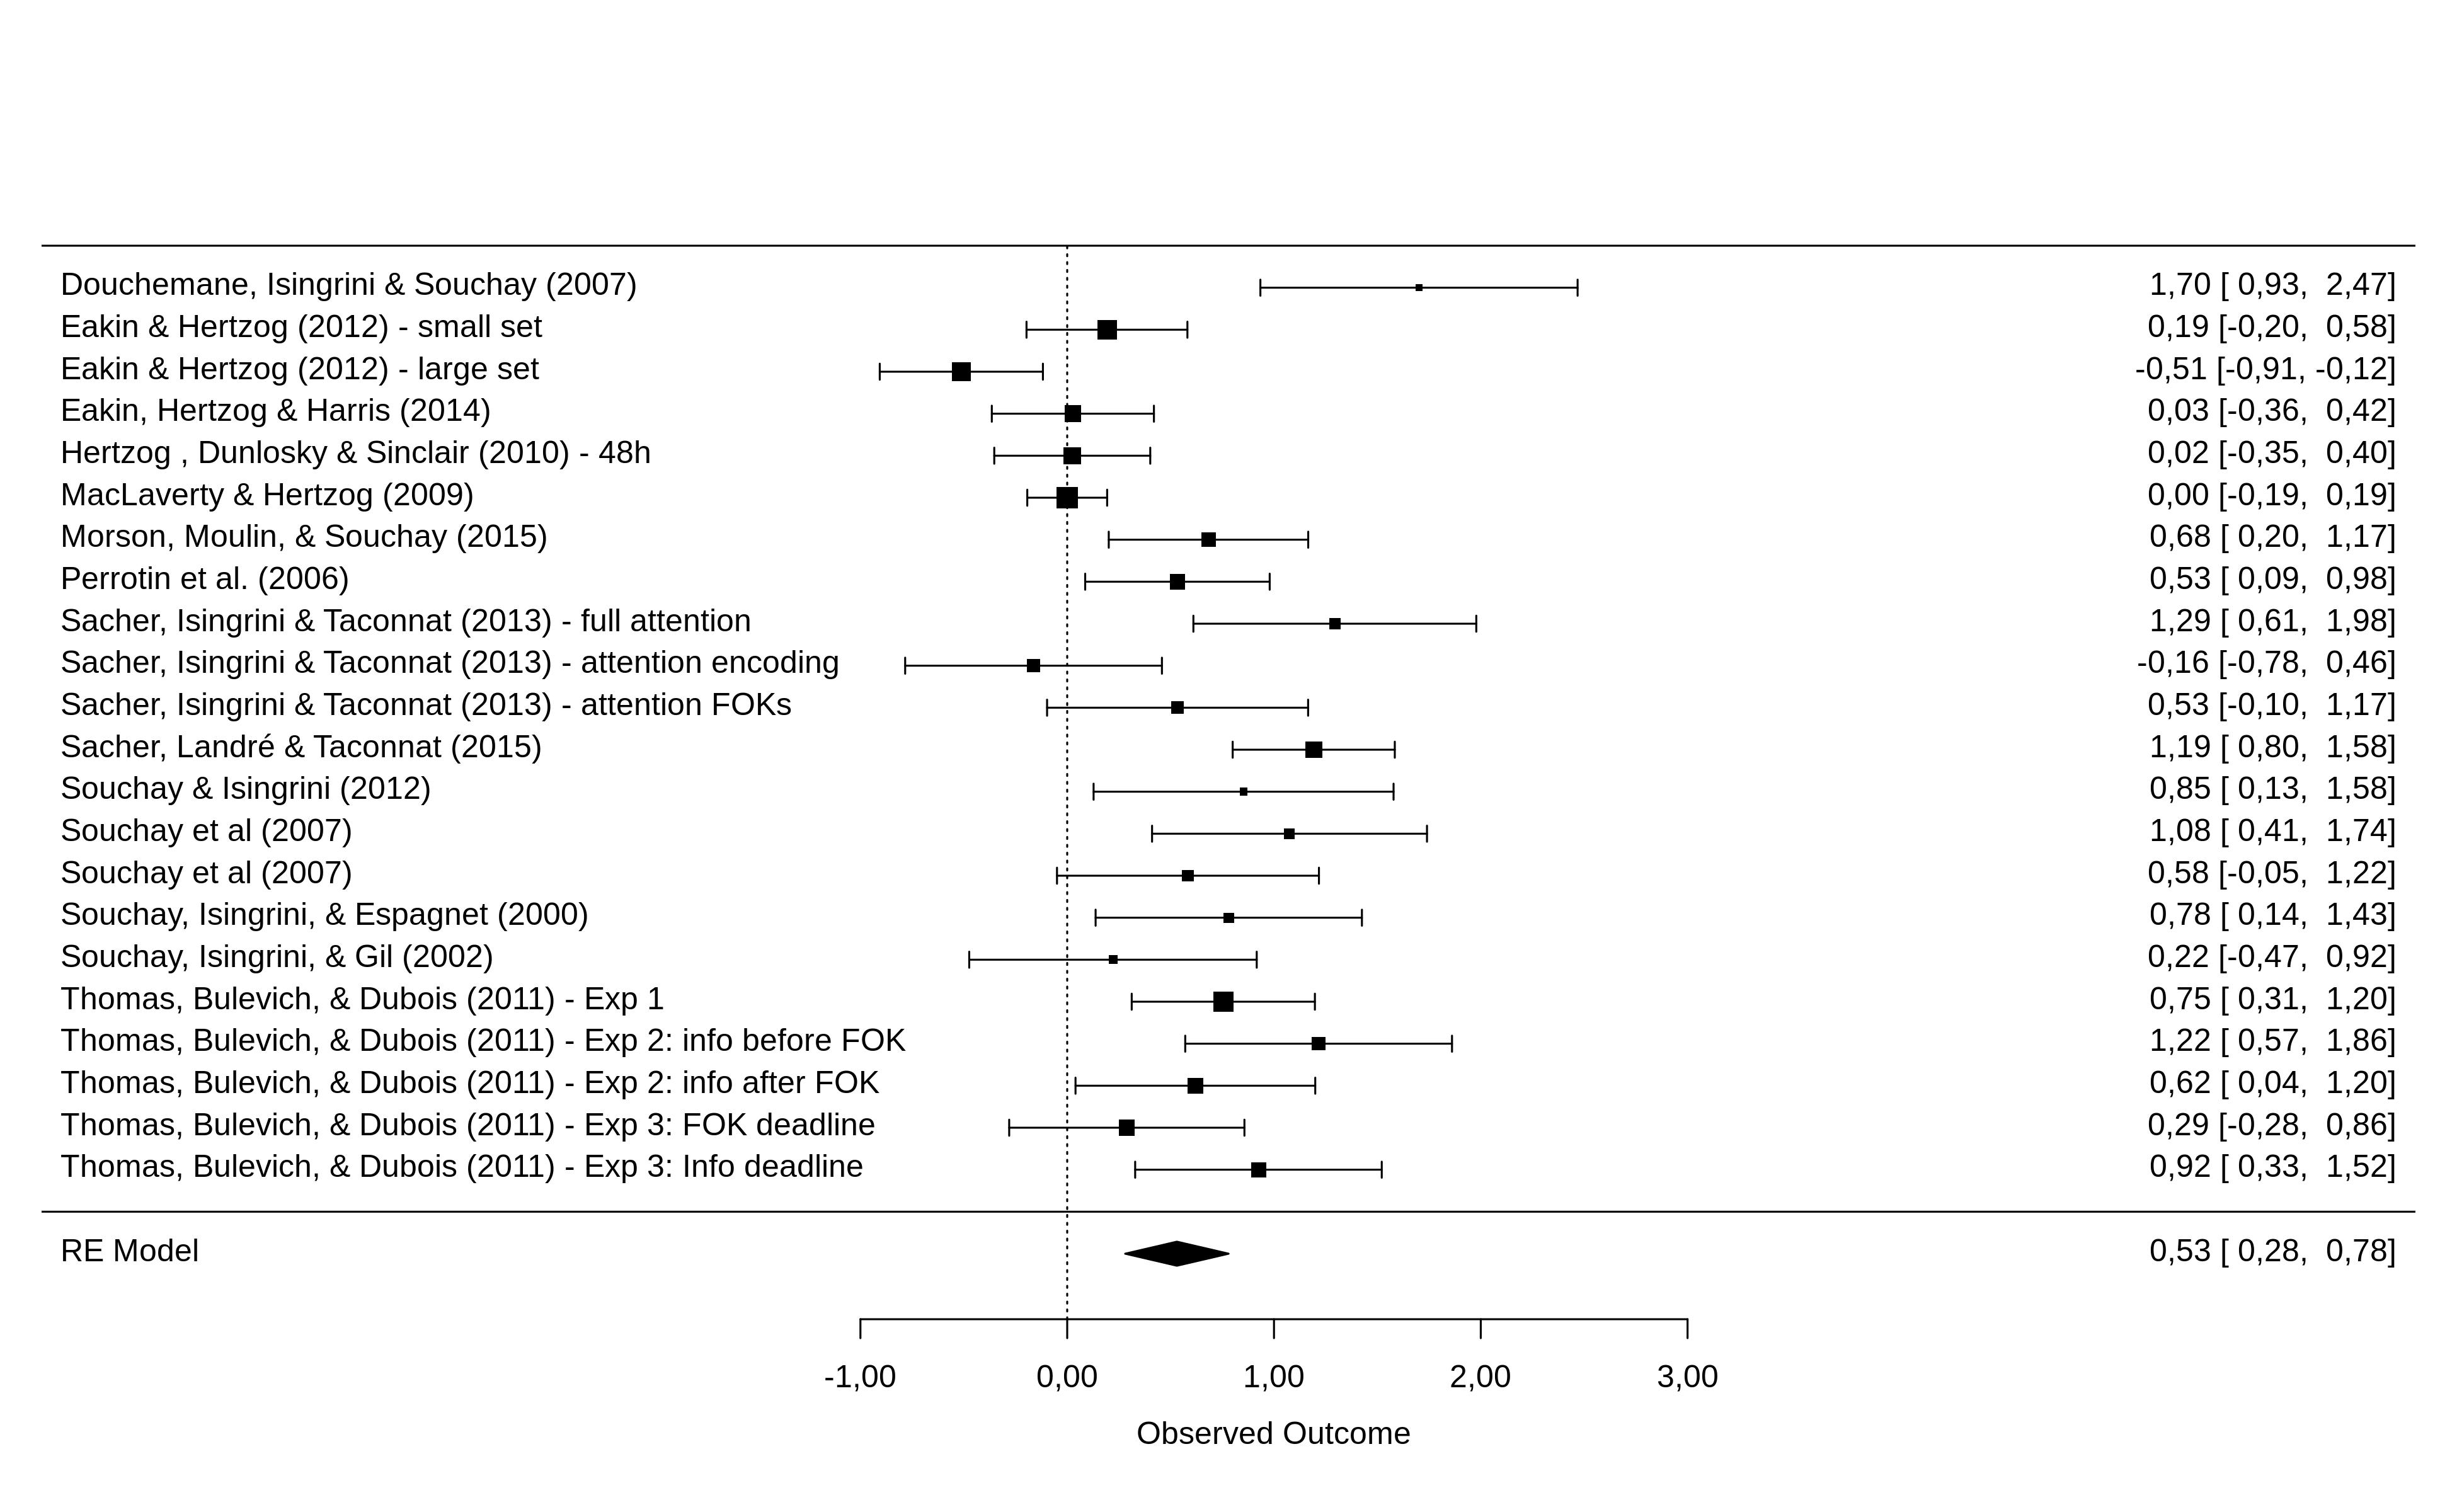 Douchemane, Isingrini & Souchay (2007) 1,70 [ 0,93, 2,47]
Eakin & Hertzog (2012) - small set 0,19 [-0,20, 0,58]
Eakin & Hertzog (2012) - large set -0,51 [-0,91, -0,12]
Eakin, Hertzog & Harris (2014) 0,03 [-0,36, 0,42]
Hertzog , Dunlosky & Sinclair (2010) - 48h 0,02 [-0,35, 0,40]
MacLaverty & Hertzog (2009) 0,00 [-0,19, 0,19]
Morson, Moulin, & Souchay (2015) 0,68 [ 0,20, 1,17]
Perrotin et al. (2006) 0,53 [ 0,09, 0,98]
Sacher, Isingrini & Taconnat (2013) - full attention 1,29 [ 0,61, 1,98]
Sacher, Isingrini & Taconnat (2013) - attention encoding -0,16 [-0,78, 0,46]
Sacher, Isingrini & Taconnat (2013) - attention FOKs 0,53 [-0,10, 1,17]
Sacher, Landré & Taconnat (2015) 1,19 [ 0,80, 1,58]
Souchay & Isingrini (2012) 0,85 [ 0,13, 1,58]
Souchay et al (2007) 1,08 [ 0,41, 1,74]
Souchay et al (2007) 0,58 [-0,05, 1,22]
Souchay, Isingrini, & Espagnet (2000) 0,78 [ 0,14, 1,43]
Souchay, Isingrini, & Gil (2002) 0,22 [-0,47, 0,92]
Thomas, Bulevich, & Dubois (2011) - Exp 1 0,75 [ 0,31, 1,20]
Thomas, Bulevich, & Dubois (2011) - Exp 2: info before FOK 1,22 [ 0,57, 1,86]
Thomas, Bulevich, & Dubois (2011) - Exp 2: info after FOK 0,62 [ 0,04, 1,20]
Thomas, Bulevich, & Dubois (2011) - Exp 3: FOK deadline 0,29 [-0,28, 0,86]
Thomas, Bulevich, & Dubois (2011) - Exp 3: Info deadline 0,92 [ 0,33, 1,52]
RE Model 0,53 [ 0,28, 0,78]
-1,00 0,00 1,00 2,00 3,00
Observed Outcome